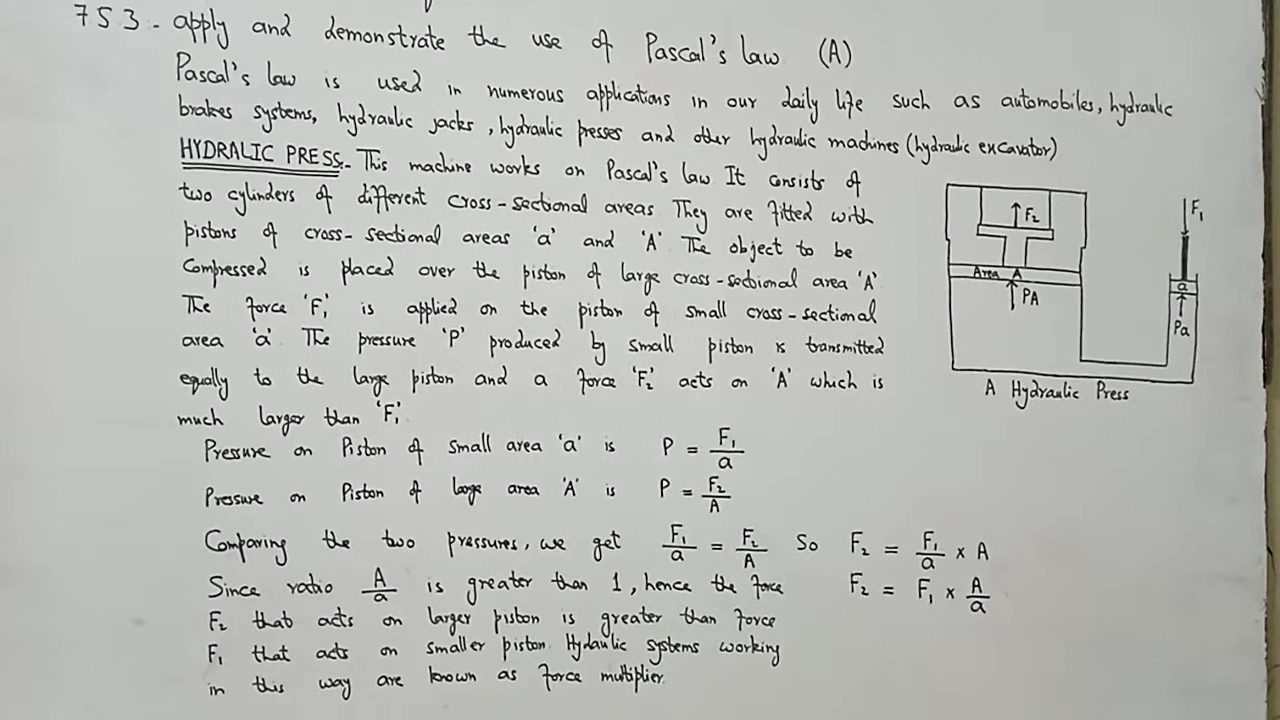 753. apply and demonstrate the use of Pascal's law (A)
Pascal's law is used in numerous applications in our daily life such as automobiles, hydraulic
brakes systems, hydraulic jacks, hydraulic presses and other hydraulic machines (hydraulic excavator)
HYDRALIC PRESS.- This machine works on Pascal's law It consists of
two cylinders of different cross-sectional areas They are fitted with
pistons of cross-sectional areas 'a' and 'A' The object to be
Compressed is placed over the piston of large cross-sectional area 'A'
The force 'F₁' is applied on the piston of small cross-sectional
area 'a' The pressure 'P' produced by small piston is transmitted
equally to the large piston and a force 'F₂' acts on 'A' which is
much larger than 'F₁'
Pressure on Piston of small area 'a' is P = F₁/a
Pressure on Piston of large area 'A' is P = F₂/A
Comparing the two pressures, we get F₁/a = F₂/A So F₂ = F₁/a × A
Since ratio A/a is greater than 1, hence the force F₂ = F₁ × A/a
F₂ that acts on larger piston is greater than force
F₁ that acts on smaller piston Hydaulic systems working
in this way are known as force multiplier.
F₂
F₁
Area A
a
PA
Pa
A Hydraulic Press